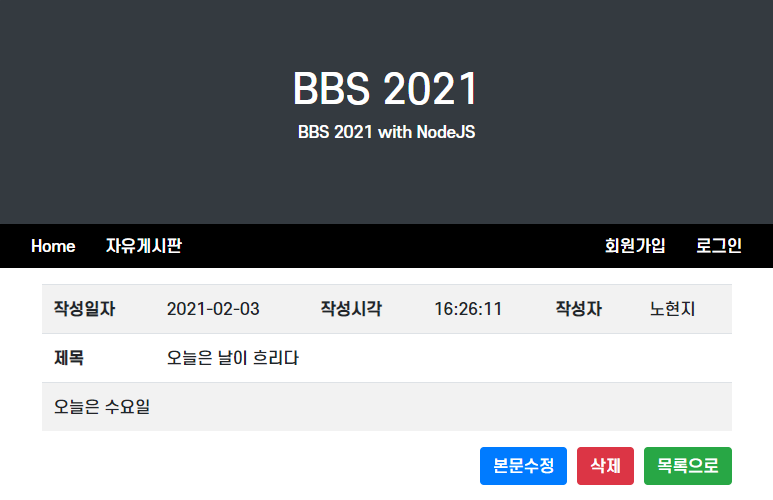 BBS 2021
BBS 2021 with NodeJS
Home 자유게시판 회원가입 로그인
작성일자 2021-02-03 작성시각 16:26:11 작성자 노현지
제목 오늘은 날이 흐리다
오늘은 수요일
본문수정 삭제 목록으로